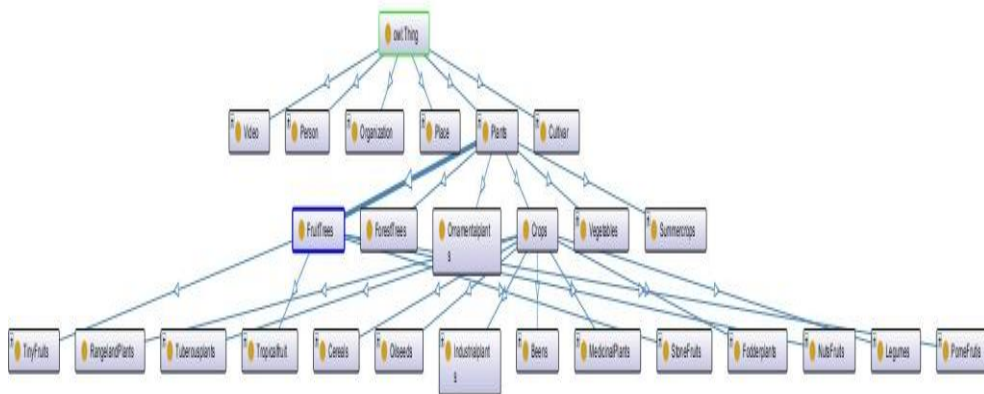 owl:Thing
Video
Person
Organization
Place
Plants
Cultivar
FruitTrees
ForestTrees
Ornamentalplant
s
Crops
Vegetables
Summercrops
TinyFruits
RangelandPlants
Tuberousplants
Tropicalfruit
Cereals
Oilseeds
Industrialplant
s
Beens
MedicinalPlants
StoneFruits
Fodderplants
NutsFruits
Legumes
PomeFrutis